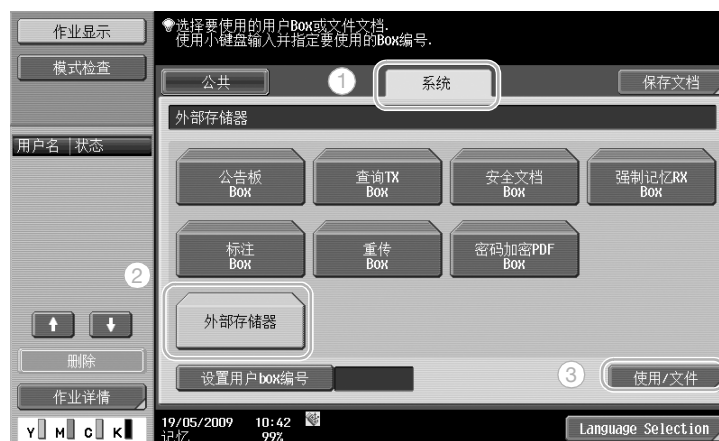 作业显示
模式检查
选择要使用的用户Box或文件文档.
使用小键盘输入并指定要使用的Box编号.
公共
1
系统
保存文档
外部存储器
用户名 状态
公告板
Box
查询TX
Box
安全文档
Box
强制记忆RX
Box
标注
Box
重传
Box
密码加密PDF
Box
2
外部存储器
删除
设置用户box编号
3
使用/文件
作业详情
Y M C K
19/05/2009 10:42
记忆 99%
Language Selection